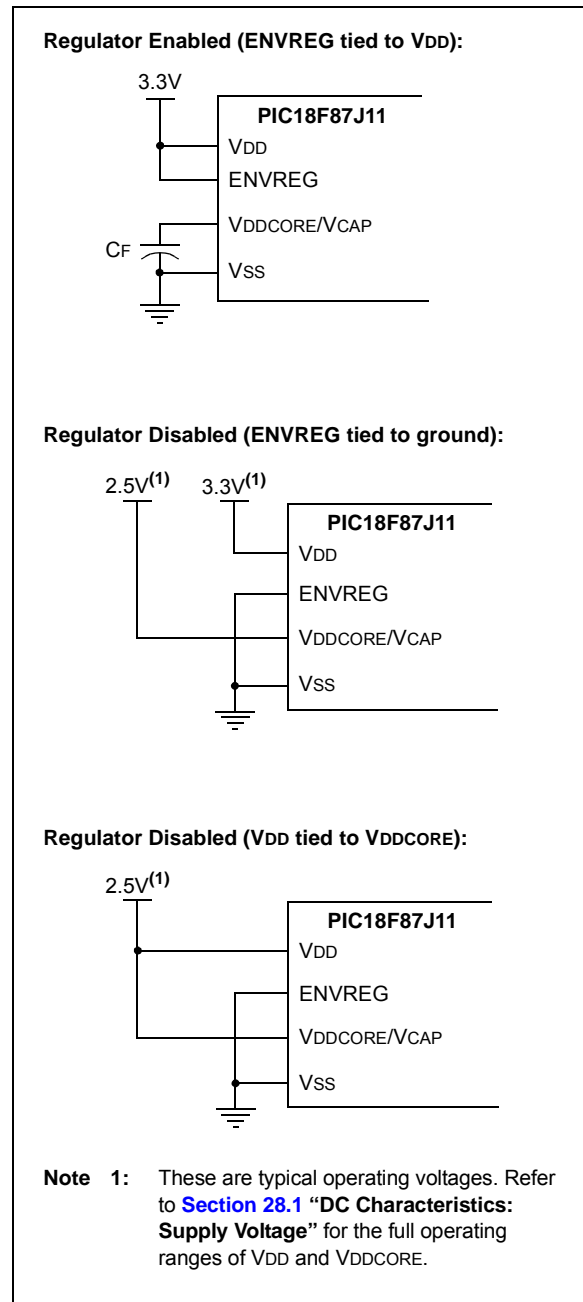 Regulator Enabled (ENVREG tied to VDD):
3.3V
PIC18F87J11
VDD
ENVREG
VDDCORE/VCAP
CF
VSS
Regulator Disabled (ENVREG tied to ground):
2.5V(1) 3.3V(1)
PIC18F87J11
VDD
ENVREG
VDDCORE/VCAP
VSS
Regulator Disabled (VDD tied to VDDCORE):
2.5V(1)
PIC18F87J11
VDD
ENVREG
VDDCORE/VCAP
VSS
Note 1: These are typical operating voltages. Refer
to Section 28.1 “DC Characteristics:
Supply Voltage” for the full operating
ranges of VDD and VDDCORE.